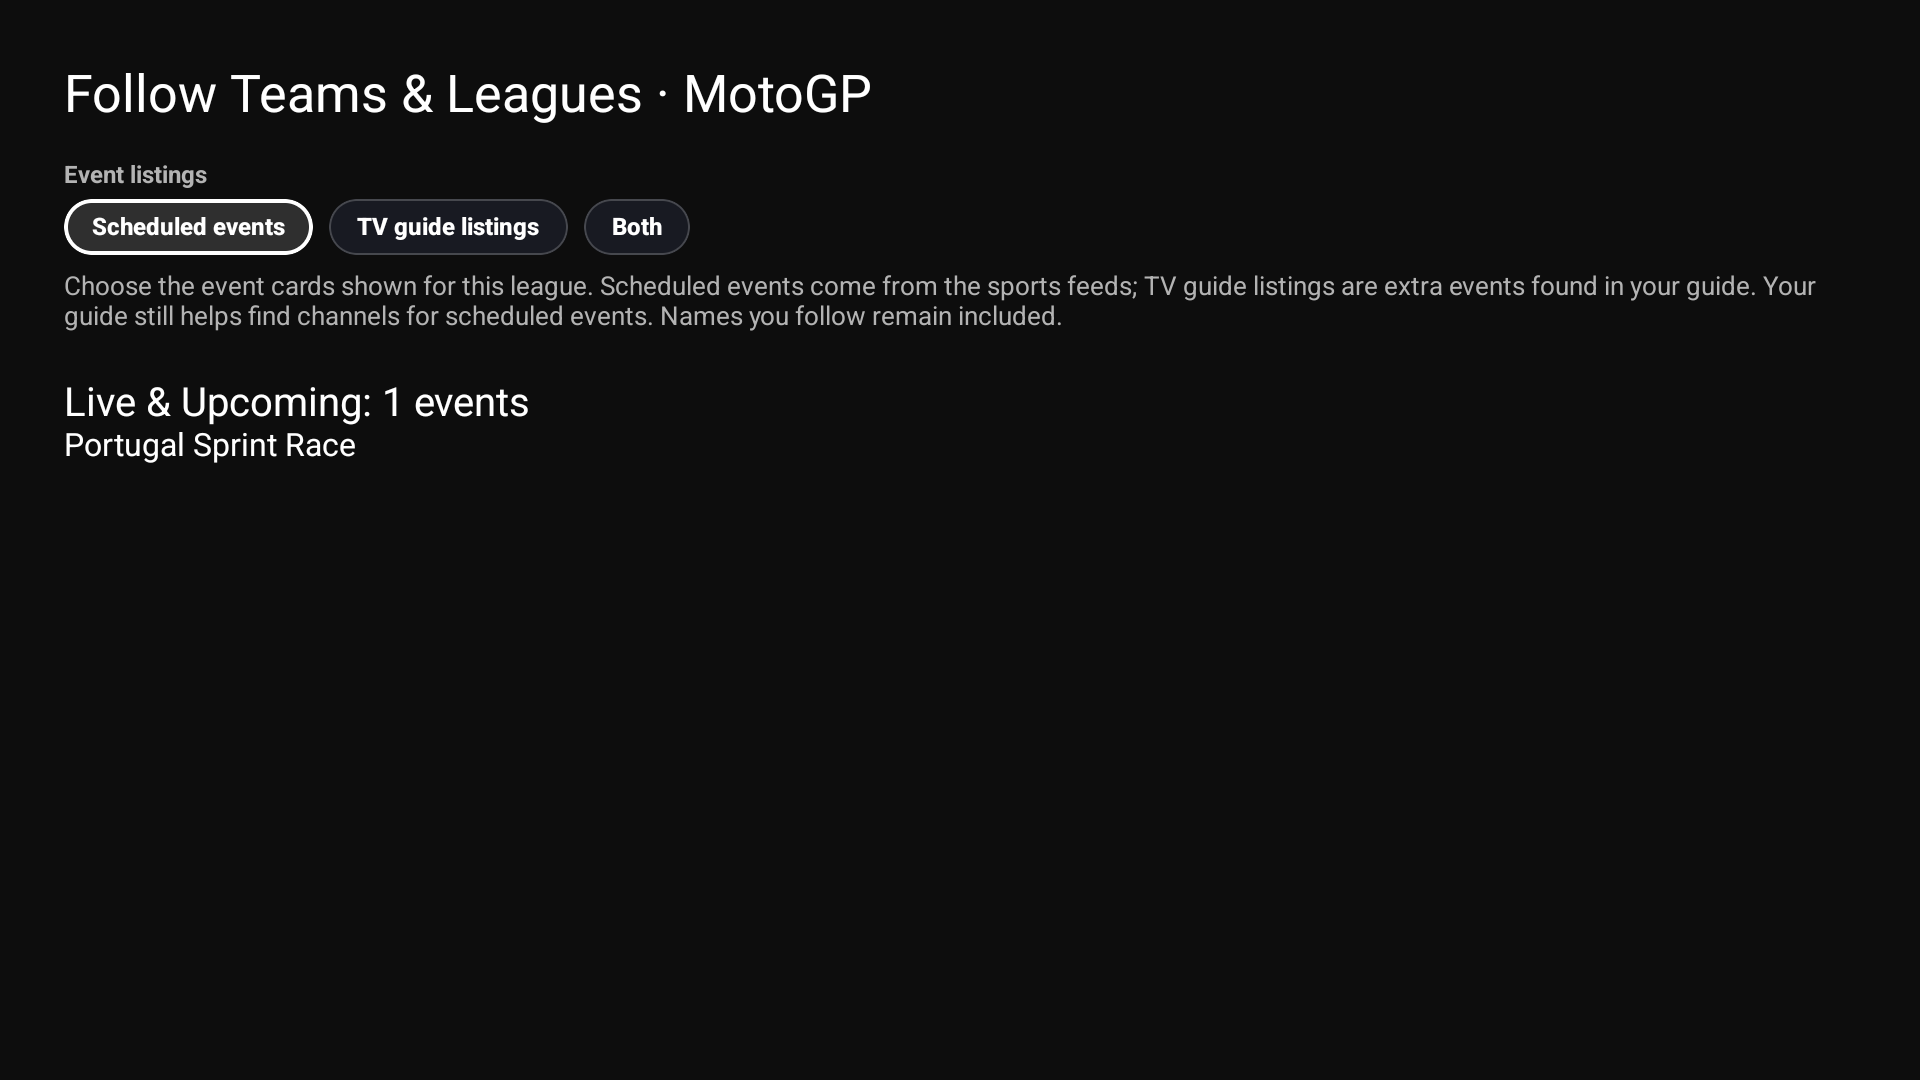 Follow Teams & Leagues · MotoGP
Event listings
Scheduled events
TV guide listings
Both
Choose the event cards shown for this league. Scheduled events come from the sports feeds; TV guide listings are extra events found in your guide. Your
guide still helps find channels for scheduled events. Names you follow remain included.
Live & Upcoming: 1 events
Portugal Sprint Race